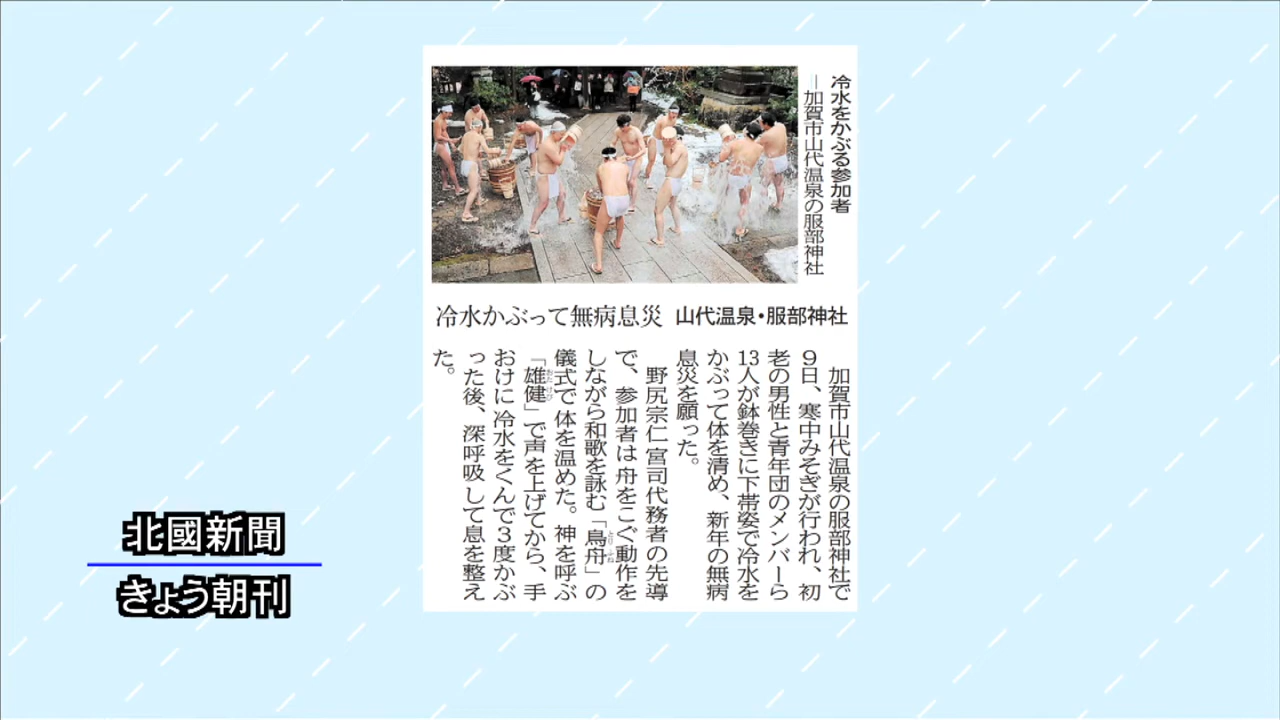 冷水をかぶる参加者
―加賀市山代温泉の服部神社
冷水かぶって無病息災 山代温泉・服部神社
加賀市山代温泉の服部神社で
9日、寒中みそぎが行われ、初
老の男性と青年団のメンバーら
13人が鉢巻きに下帯姿で冷水を
かぶって体を清め、新年の無病
息災を願った。
野尻宗仁宮司代務者の先導
で、参加者は舟をこぐ動作を
しながら和歌を詠む「鳥舟」の
儀式で体を温めた。神を呼ぶ
「雄健」で声を上げてから、手
おけに冷水をくんで3度かぶ
った後、深呼吸して息を整え
た。
北國新聞
きょう朝刊